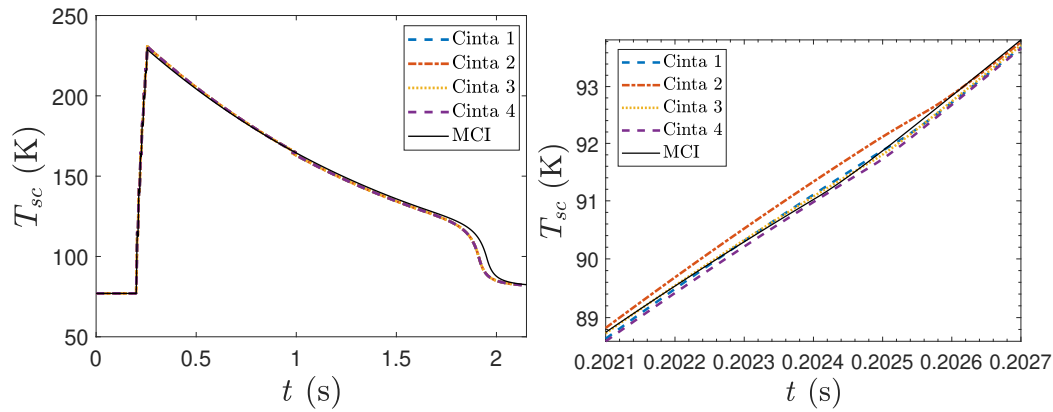 250
200
150
100
50
0
0.5
1
1.5
2
T_sc (K)
t (s)
Cinta 1
Cinta 2
Cinta 3
Cinta 4
MCI
93
92
91
90
89
0.2021
0.2022
0.2023
0.2024
0.2025
0.2026
0.2027
T_sc (K)
t (s)
Cinta 1
Cinta 2
Cinta 3
Cinta 4
MCI